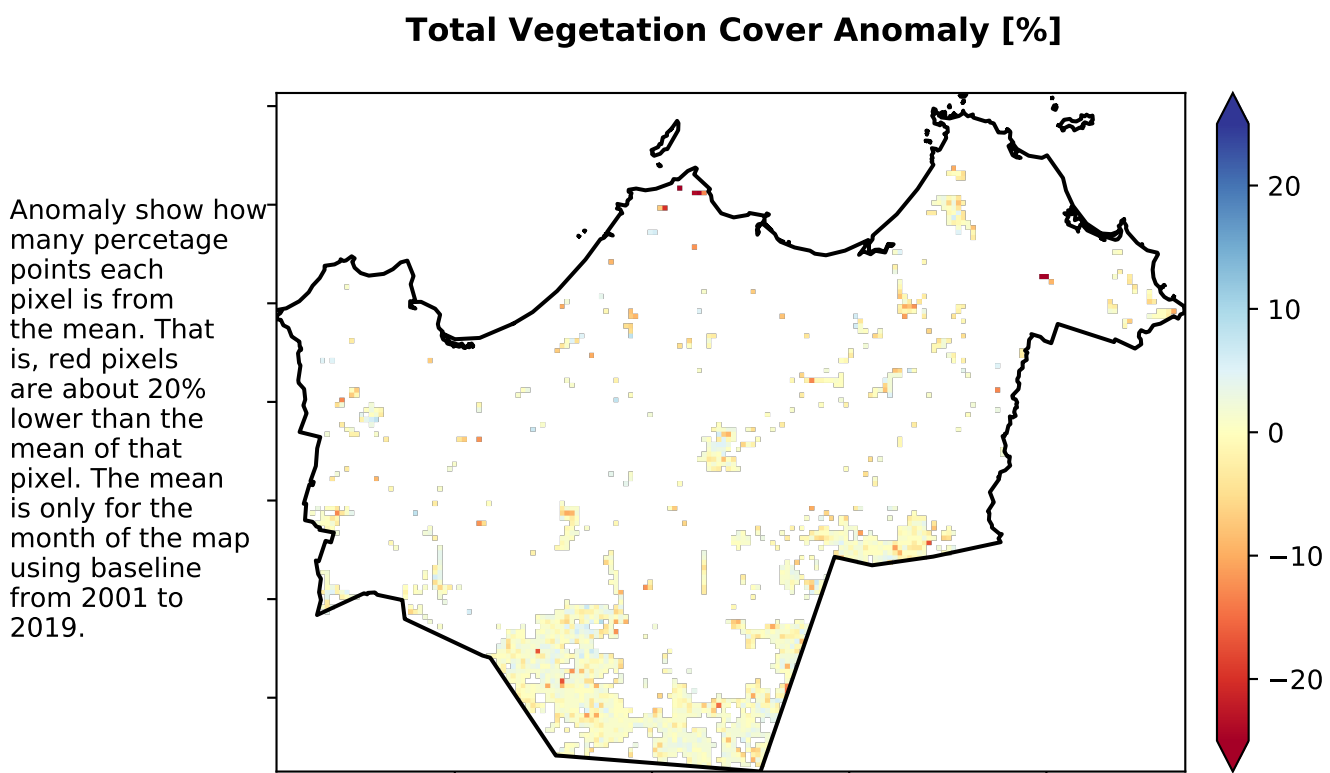 Total Vegetation Cover Anomaly [%]
Anomaly show how
many percetage
points each
pixel is from
the mean. That
is, red pixels
are about 20%
lower than the
mean of that
pixel. The mean
is only for the
month of the map
using baseline
from 2001 to
2019.
20
10
0
−10
−20